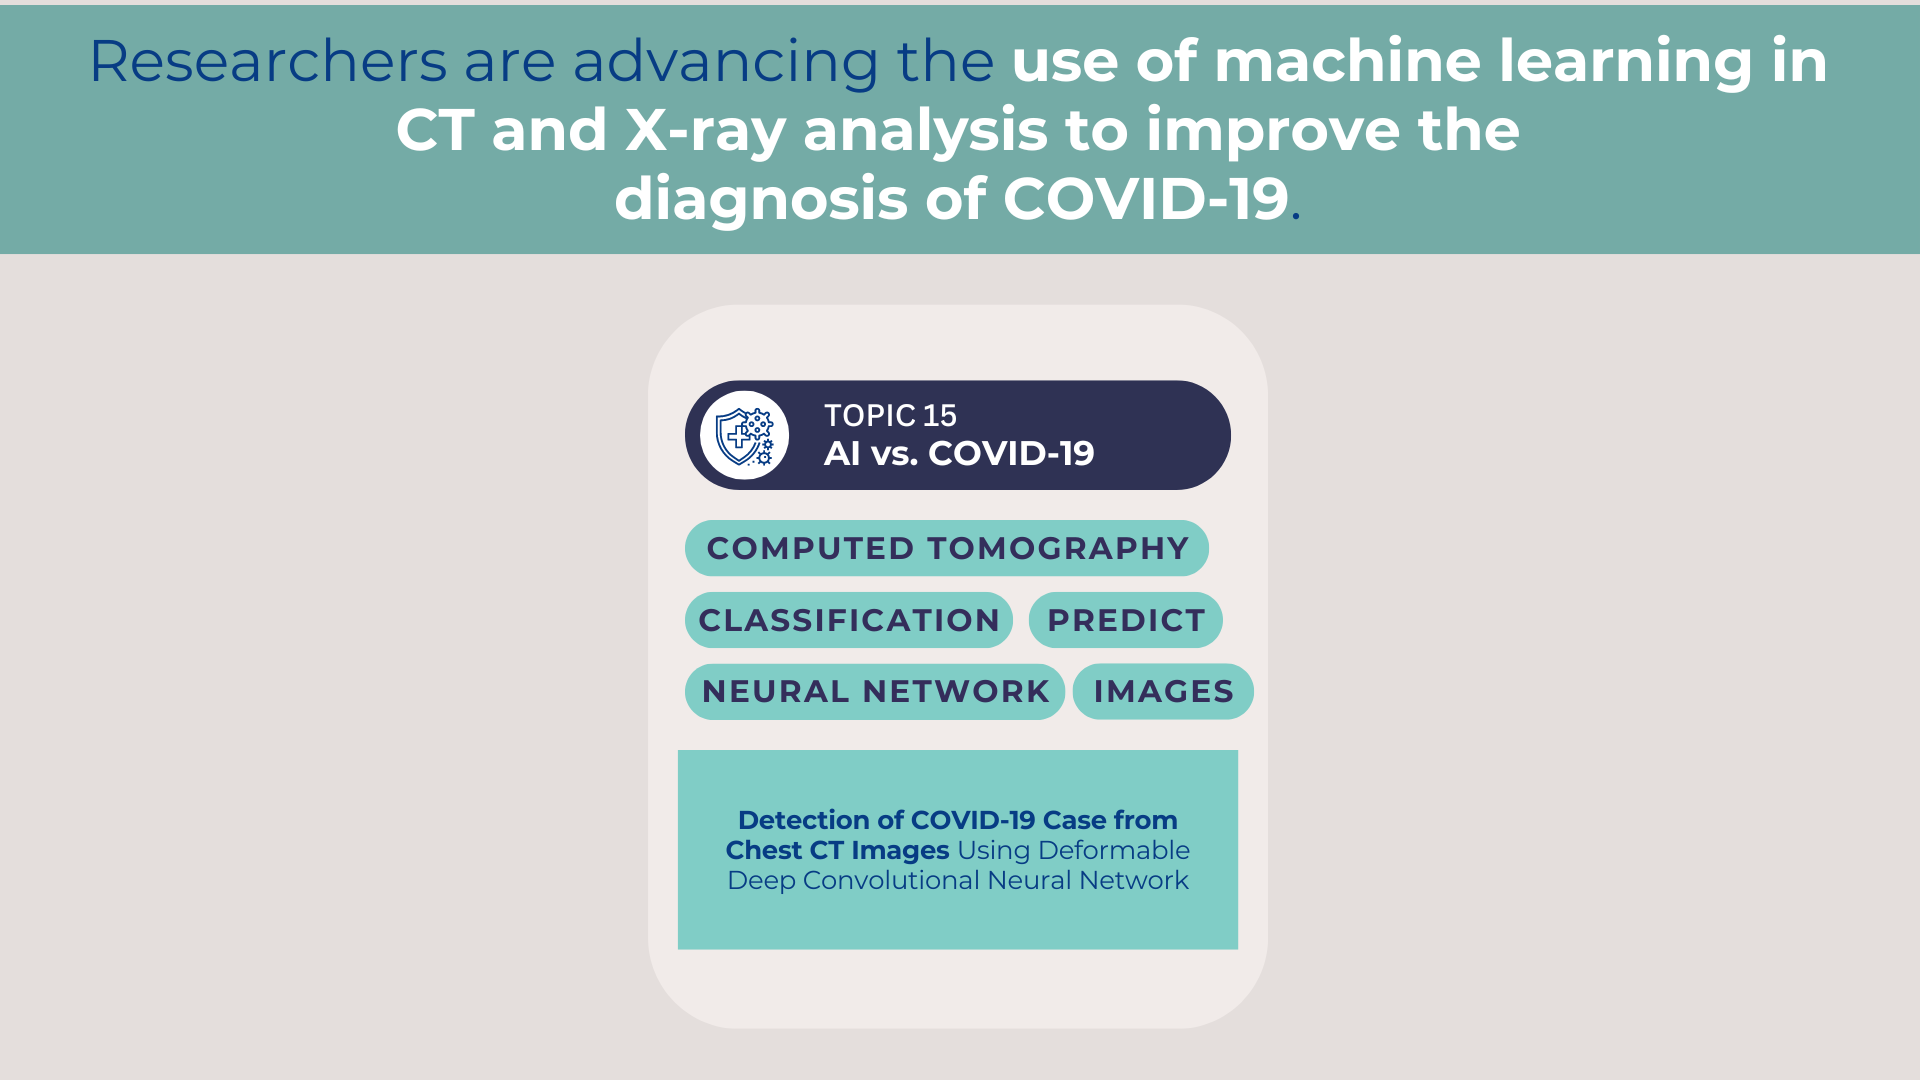 Researchers are advancing the use of machine learning in
CT and X-ray analysis to improve the
diagnosis of COVID-19.
TOPIC 15
AI vs. COVID-19
COMPUTED TOMOGRAPHY
CLASSIFICATION PREDICT
NEURAL NETWORK IMAGES
Detection of COVID-19 Case from
Chest CT Images Using Deformable
Deep Convolutional Neural Network